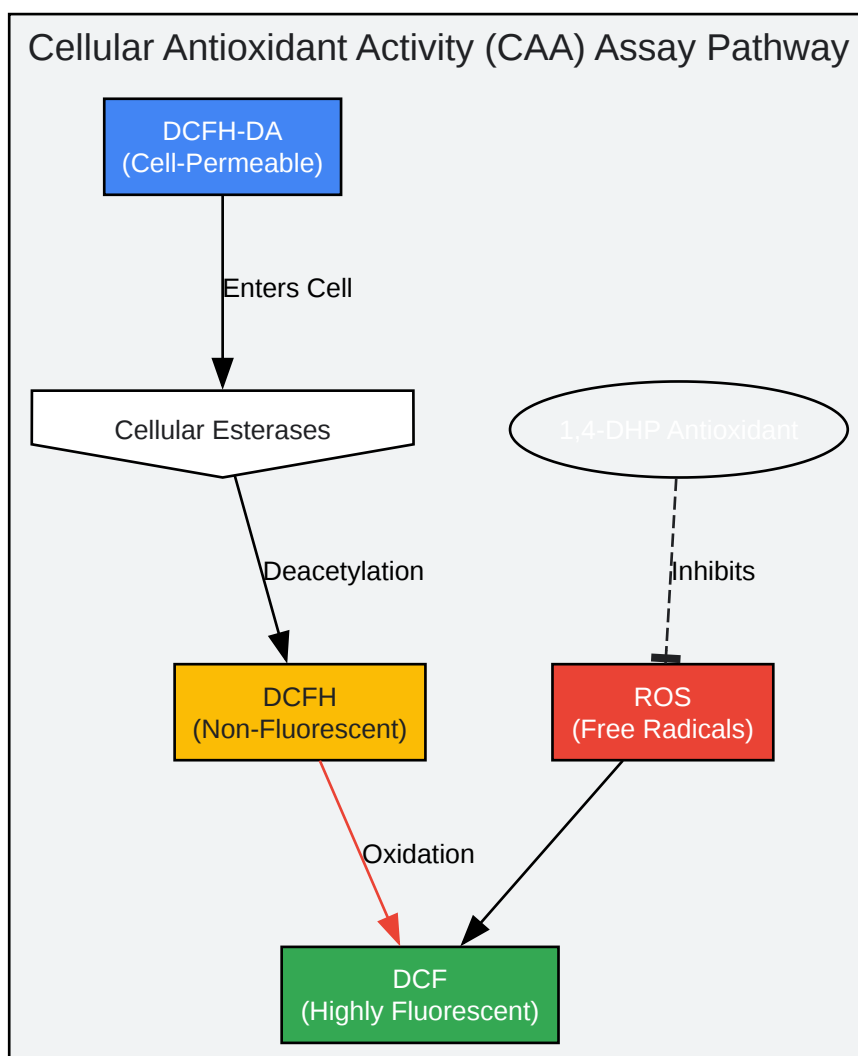 Cellular Antioxidant Activity (CAA) Assay Pathway
DCFH-DA
(Cell-Permeable)
Enters Cell
Cellular Esterases
1,4-DHP Antioxidant
Deacetylation
Inhibits
DCFH
(Non-Fluorescent)
ROS
(Free Radicals)
Oxidation
DCF
(Highly Fluorescent)